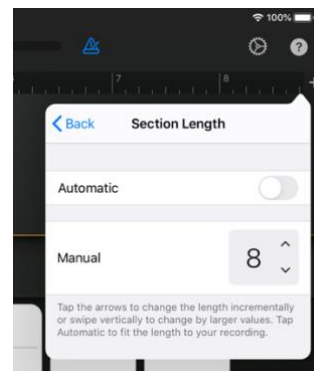 100%
?
7 8
Back Section Length
Automatic
Manual 8
Tap the arrows to change the length incrementally
or swipe vertically to change by larger values. Tap
Automatic to fit the length to your recording.